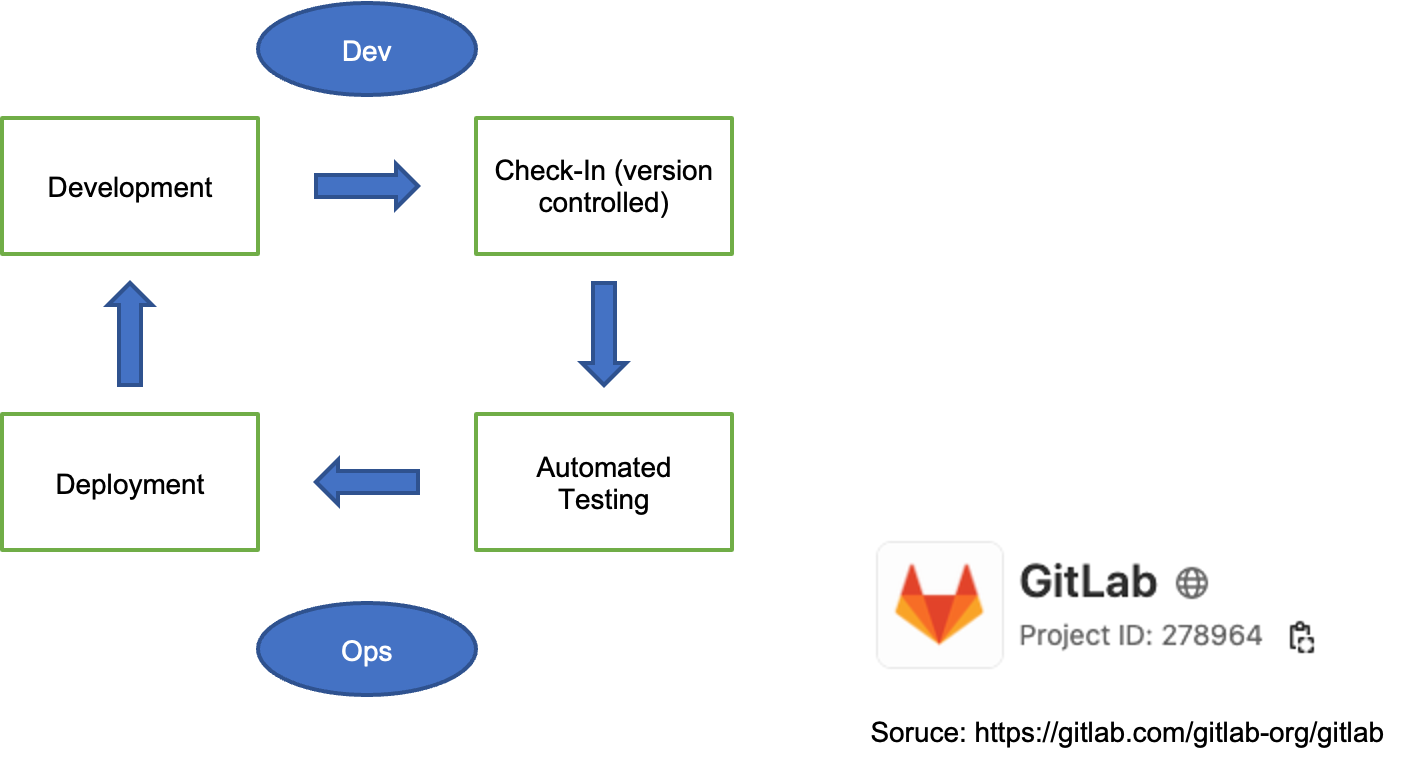 Dev
Development
Check-In (version
controlled)
Deployment
Automated
Testing
Ops
GitLab
Project ID: 278964
Soruce: https://gitlab.com/gitlab-org/gitlab